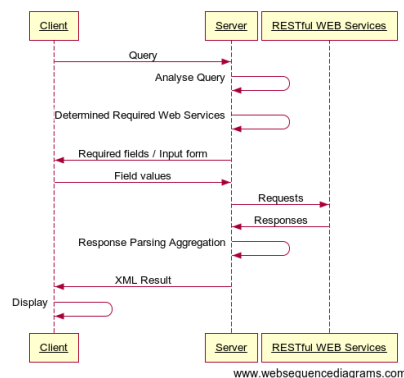 Client
Server
RESTful WEB Services
Query
Analyse Query
Determined Required Web Services
Required fields / Input form
Field values
Requests
Responses
Response Parsing Aggregation
XML Result
Display
Client
Server
RESTful WEB Services
www.websequencediagrams.com